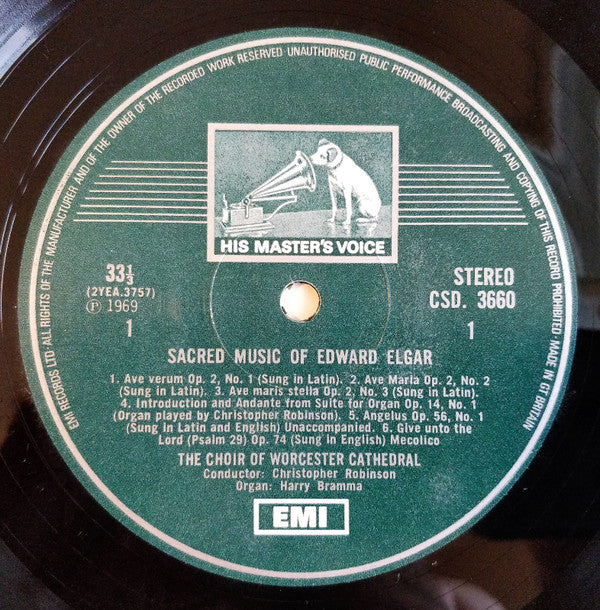 EMI RECORDS LTD·ALL RIGHTS OF THE MANUFACTURER AND OF THE OWNER OF THE RECORDED WORK RESERVED·UNAUTHORISED PUBLIC PERFORMANCE BROADCASTING AND COPYING OF THIS RECORD PROHIBITED·MADE IN GT BRITAIN
HIS MASTER'S VOICE
33⅓
(2YEA.3757)
Ⓟ 1969
1
STEREO
CSD. 3660
1
SACRED MUSIC OF EDWARD ELGAR
1. Ave verum Op. 2, No. 1 (Sung in Latin). 2. Ave Maria Op. 2, No. 2
(Sung in Latin). 3. Ave maris stella Op. 2, No. 3 (Sung in Latin).
4. Introduction and Andante from Suite for Organ Op. 14, No. 1
(Organ played by Christopher Robinson). 5. Angelus Op. 56, No. 1
(Sung in Latin and English) Unaccompanied. 6. Give unto the
Lord (Psalm 29) Op. 74 (Sung in English) Mecolico
THE CHOIR OF WORCESTER CATHEDRAL
Conductor: Christopher Robinson
Organ: Harry Bramma
EMI